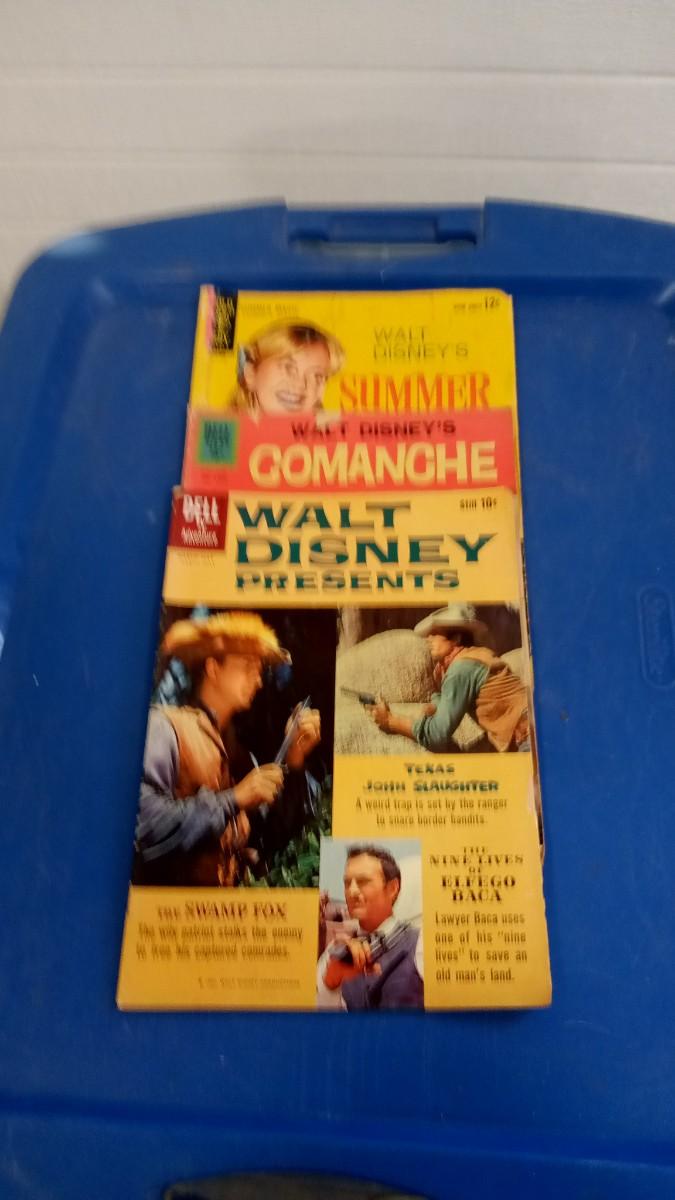 12¢
WALT
DISNEY'S
SUMMER
WALT DISNEY'S
COMANCHE
DELL
Still 10¢
WALT
DISNEY
PRESENTS
TEXAS
JOHN SLAUGHTER
A weird trap is set by the ranger
to snare border bandits.
THE
NINE LIVES
OF
ELFEGO
BACA
Lawyer Baca uses
one of his "nine
lives" to save an
old man's land.
THE SWAMP FOX
The wily patriot stalks the enemy
to free his captured comrades.